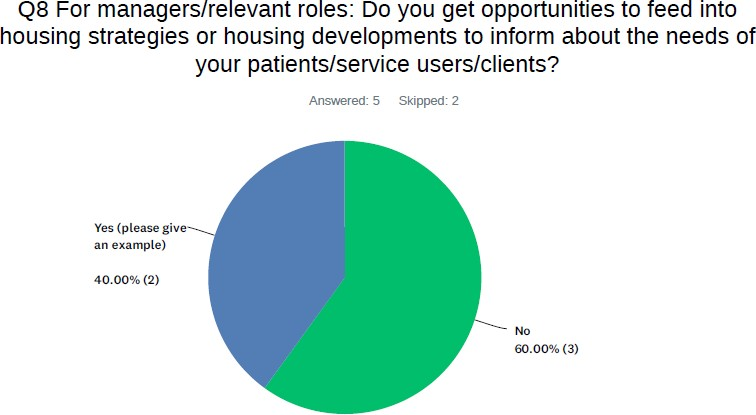 Q8 For managers/relevant roles: Do you get opportunities to feed into
housing strategies or housing developments to inform about the needs of
your patients/service users/clients?
Answered: 5 Skipped: 2
Yes (please give
an example)
40.00% (2)
No
60.00% (3)